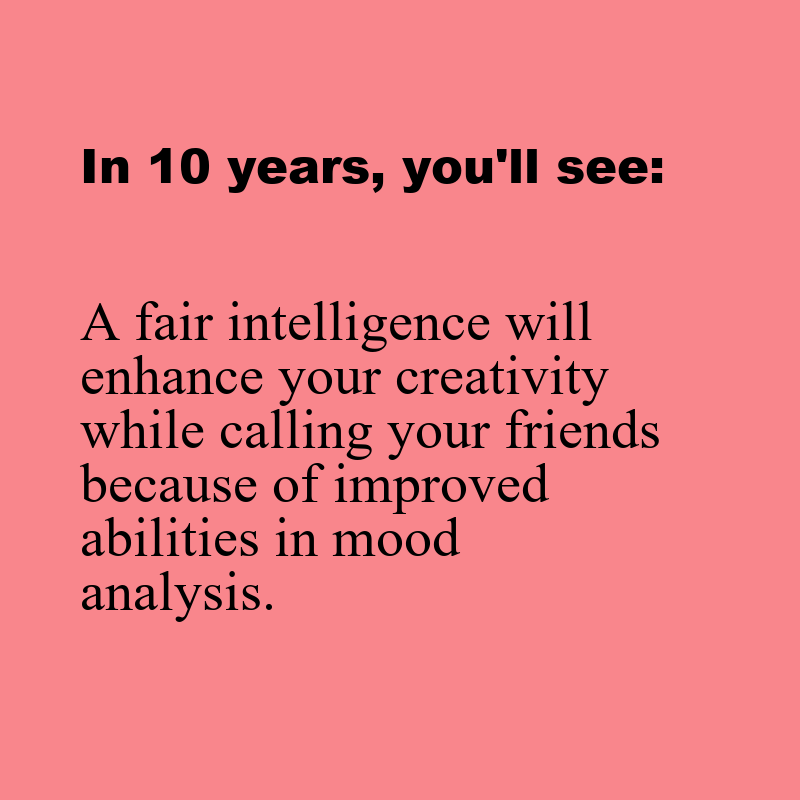 In 10 years, you'll see:
A fair intelligence will
enhance your creativity
while calling your friends
because of improved
abilities in mood
analysis.